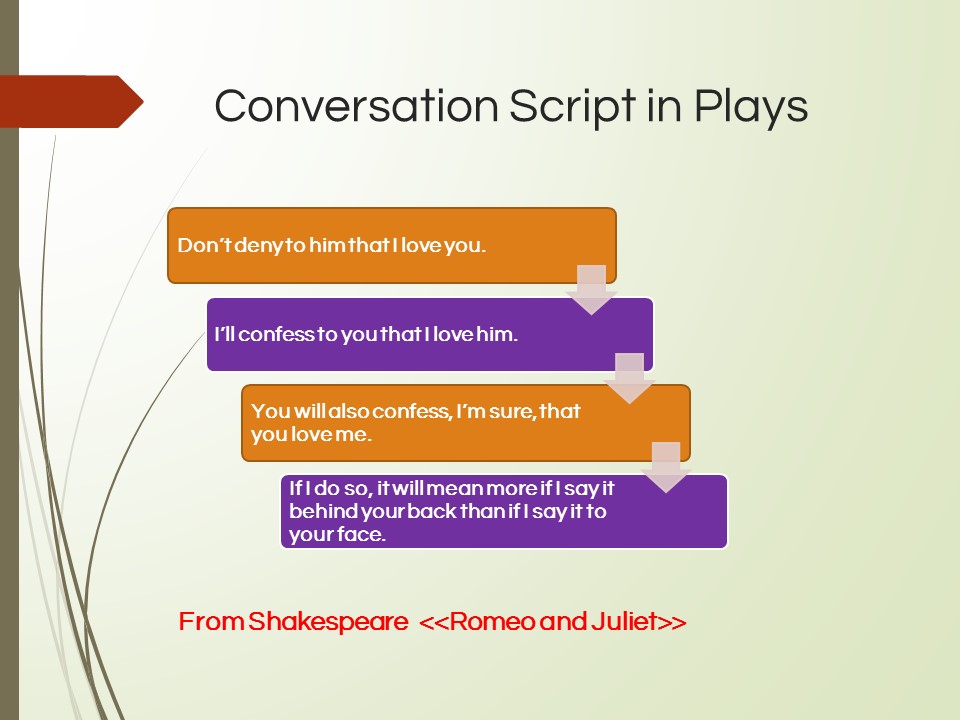 Conversation Script in Plays
Don't deny to him that I love you.
I'll confess to you that I love him.
You will also confess, I'm sure, that
you love me.
If I do so, it will mean more if I say it
behind your back than if I say it to
your face.
From Shakespeare <<Romeo and Juliet>>